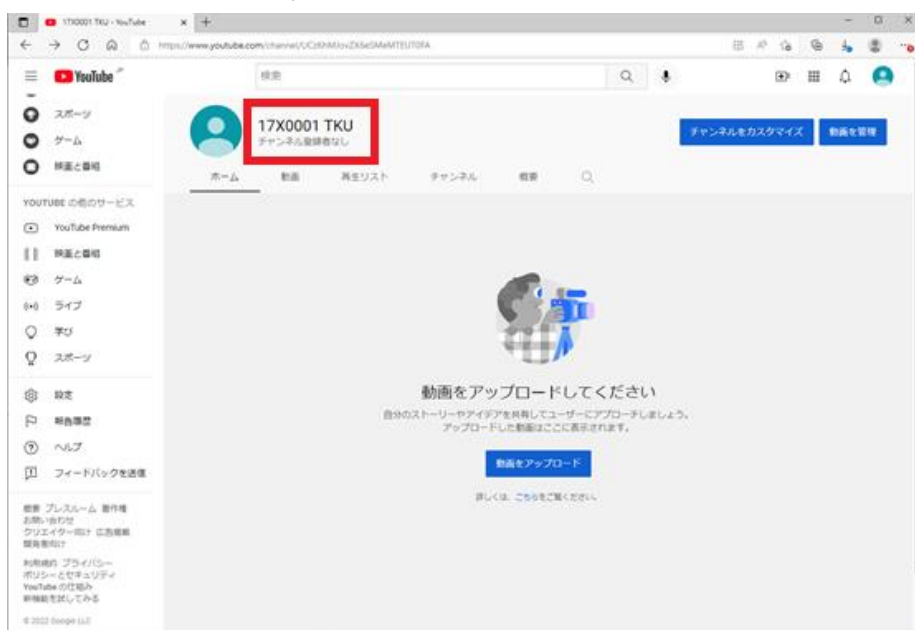 17X0001 TKU - YouTube
https://www.youtube.com/channel/
YouTube JP
検索
スポーツ
ゲーム
映画と番組
YOUTUBE の他のサービス
YouTube Premium
映画と番組
ゲーム
ライブ
学び
スポーツ
設定
報告履歴
ヘルプ
フィードバックを送信
概要 プレスルーム 著作権
お問い合わせ
クリエイター向け 広告掲載
開発者向け
利用規約 プライバシー
ポリシーとセキュリティ
YouTube の仕組み
新機能を試してみる
© 2022 Google LLC
17X0001 TKU
チャンネル登録者なし
チャンネルをカスタマイズ
動画を管理
ホーム
動画
再生リスト
チャンネル
概要
動画をアップロードしてください
自分のストーリーやアイデアを共有してユーザーにアプローチしましょう。
アップロードした動画はここに表示されます。
動画をアップロード
詳しくは、こちらをご覧ください。